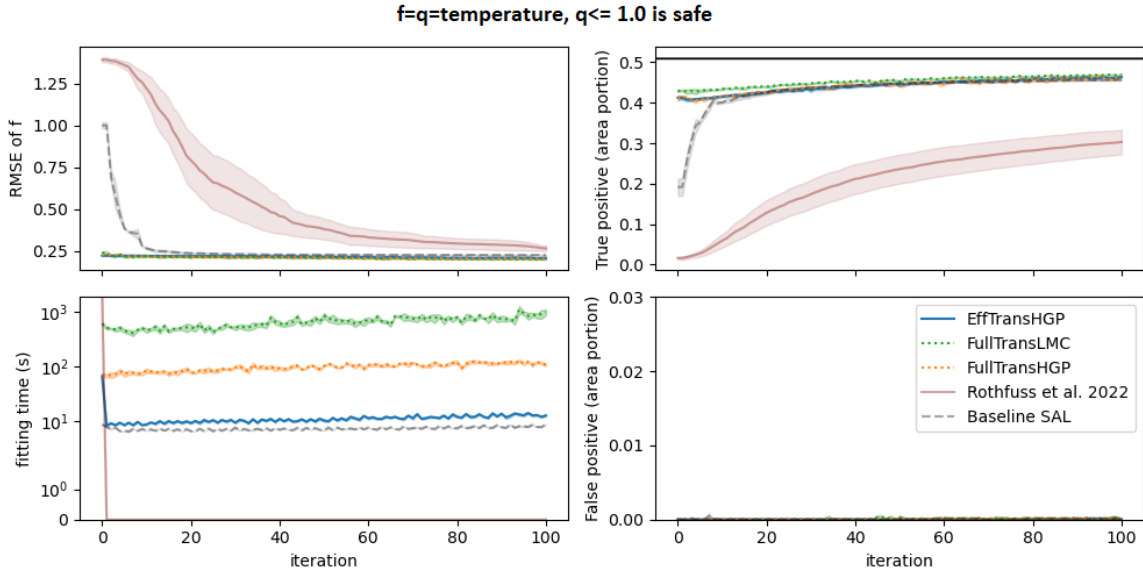 f=q=temperature, q<= 1.0 is safe
RMSE of f
1.25
1.00
0.75
0.50
0.25
True positive (area portion)
0.5
0.4
0.3
0.2
0.1
0.0
fitting time (s)
10³
10²
10¹
10⁰
0
0 20 40 60 80 100
iteration
False positive (area portion)
0.03
0.02
0.01
0.00
EffTransHGP
FullTransLMC
FullTransHGP
Rothfuss et al. 2022
Baseline SAL
0 20 40 60 80 100
iteration